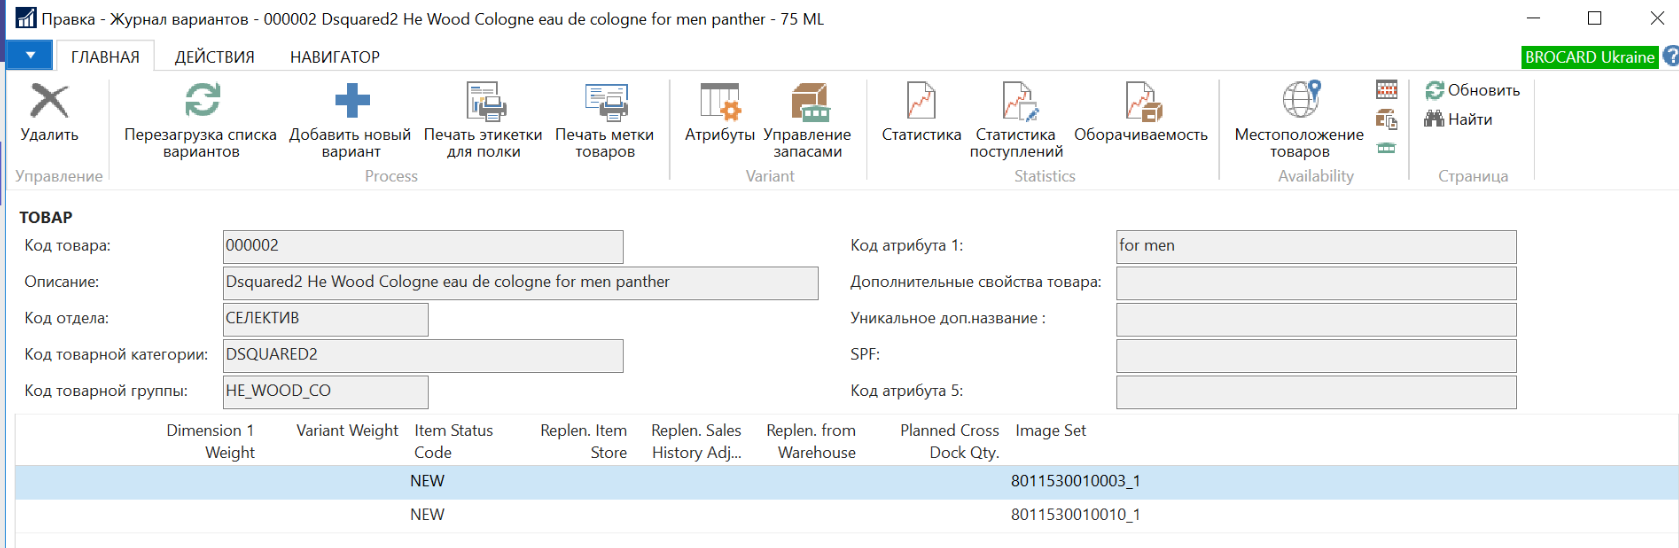 Правка - Журнал вариантов - 000002 Dsquared2 He Wood Cologne eau de cologne for men panther - 75 ML
ГЛАВНАЯ ДЕЙСТВИЯ НАВИГАТОР
BROCARD Ukraine ?
Удалить
Управление
Перезагрузка списка вариантов
Добавить новый вариант
Печать этикетки для полки
Печать метки товаров
Process
Атрибуты
Управление запасами
Variant
Статистика
Статистика поступлений
Оборачиваемость
Statistics
Местоположение товаров
Availability
Обновить
Найти
Страница
ТОВАР
Код товара: 000002
Описание: Dsquared2 He Wood Cologne eau de cologne for men panther
Код отдела: СЕЛЕКТИВ
Код товарной категории: DSQUARED2
Код товарной группы: HE_WOOD_CO
Код атрибута 1: for men
Дополнительные свойства товара:
Уникальное доп.название :
SPF:
Код атрибута 5:
Dimension 1 Weight
Variant Weight
Item Status Code
Replen. Item Store
Replen. Sales History Adj...
Replen. from Warehouse
Planned Cross Dock Qty.
Image Set
NEW 8011530010003_1
NEW 8011530010010_1